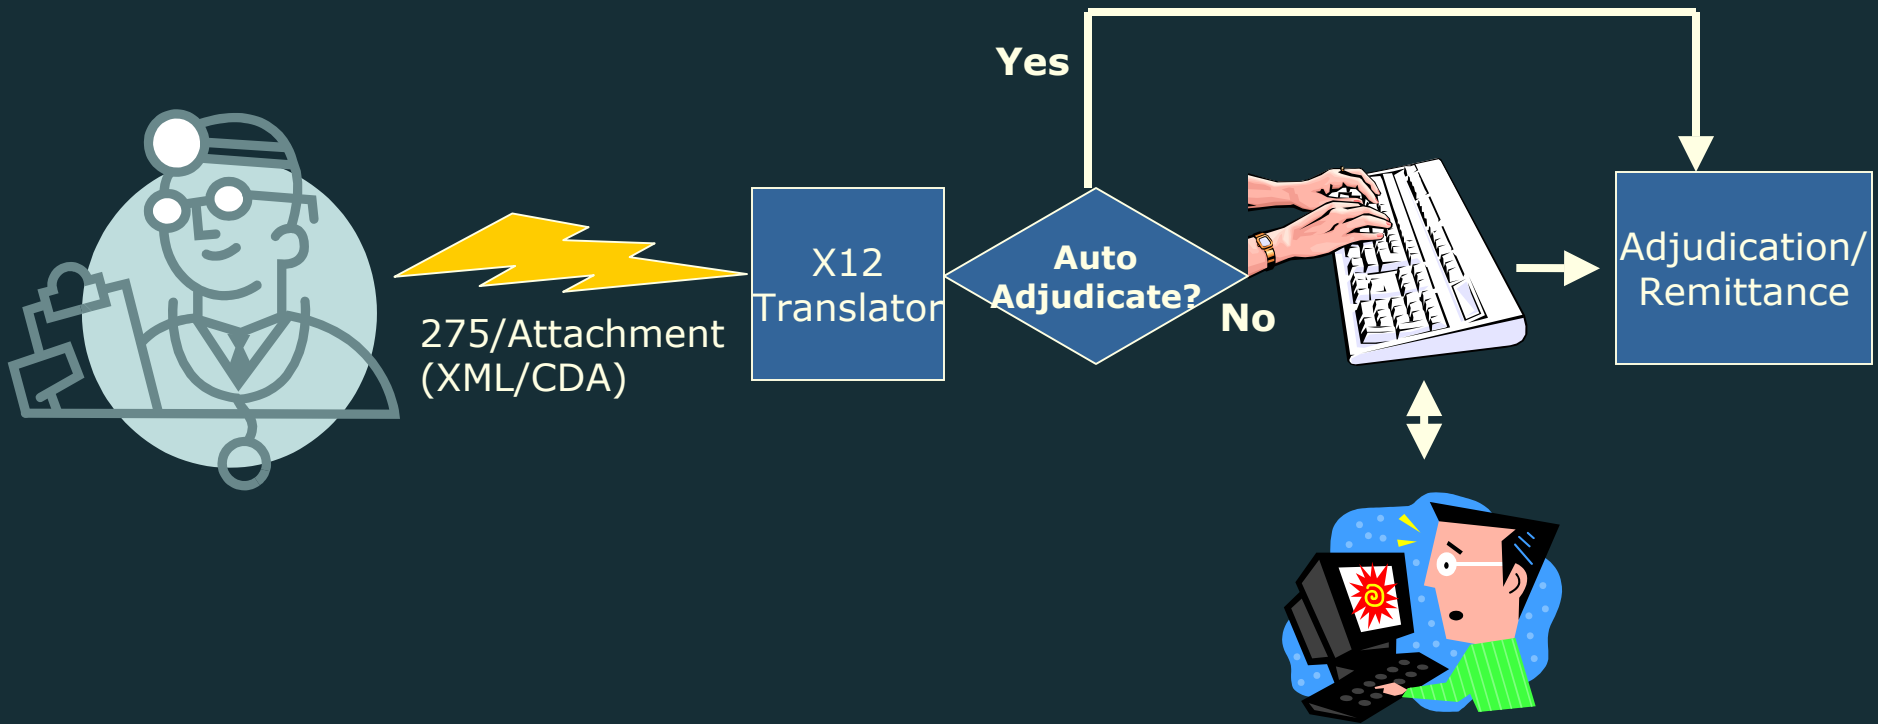 Yes
275/Attachment
(XML/CDA)
X12
Translator
Auto
Adjudicate?
No
Adjudication/
Remittance